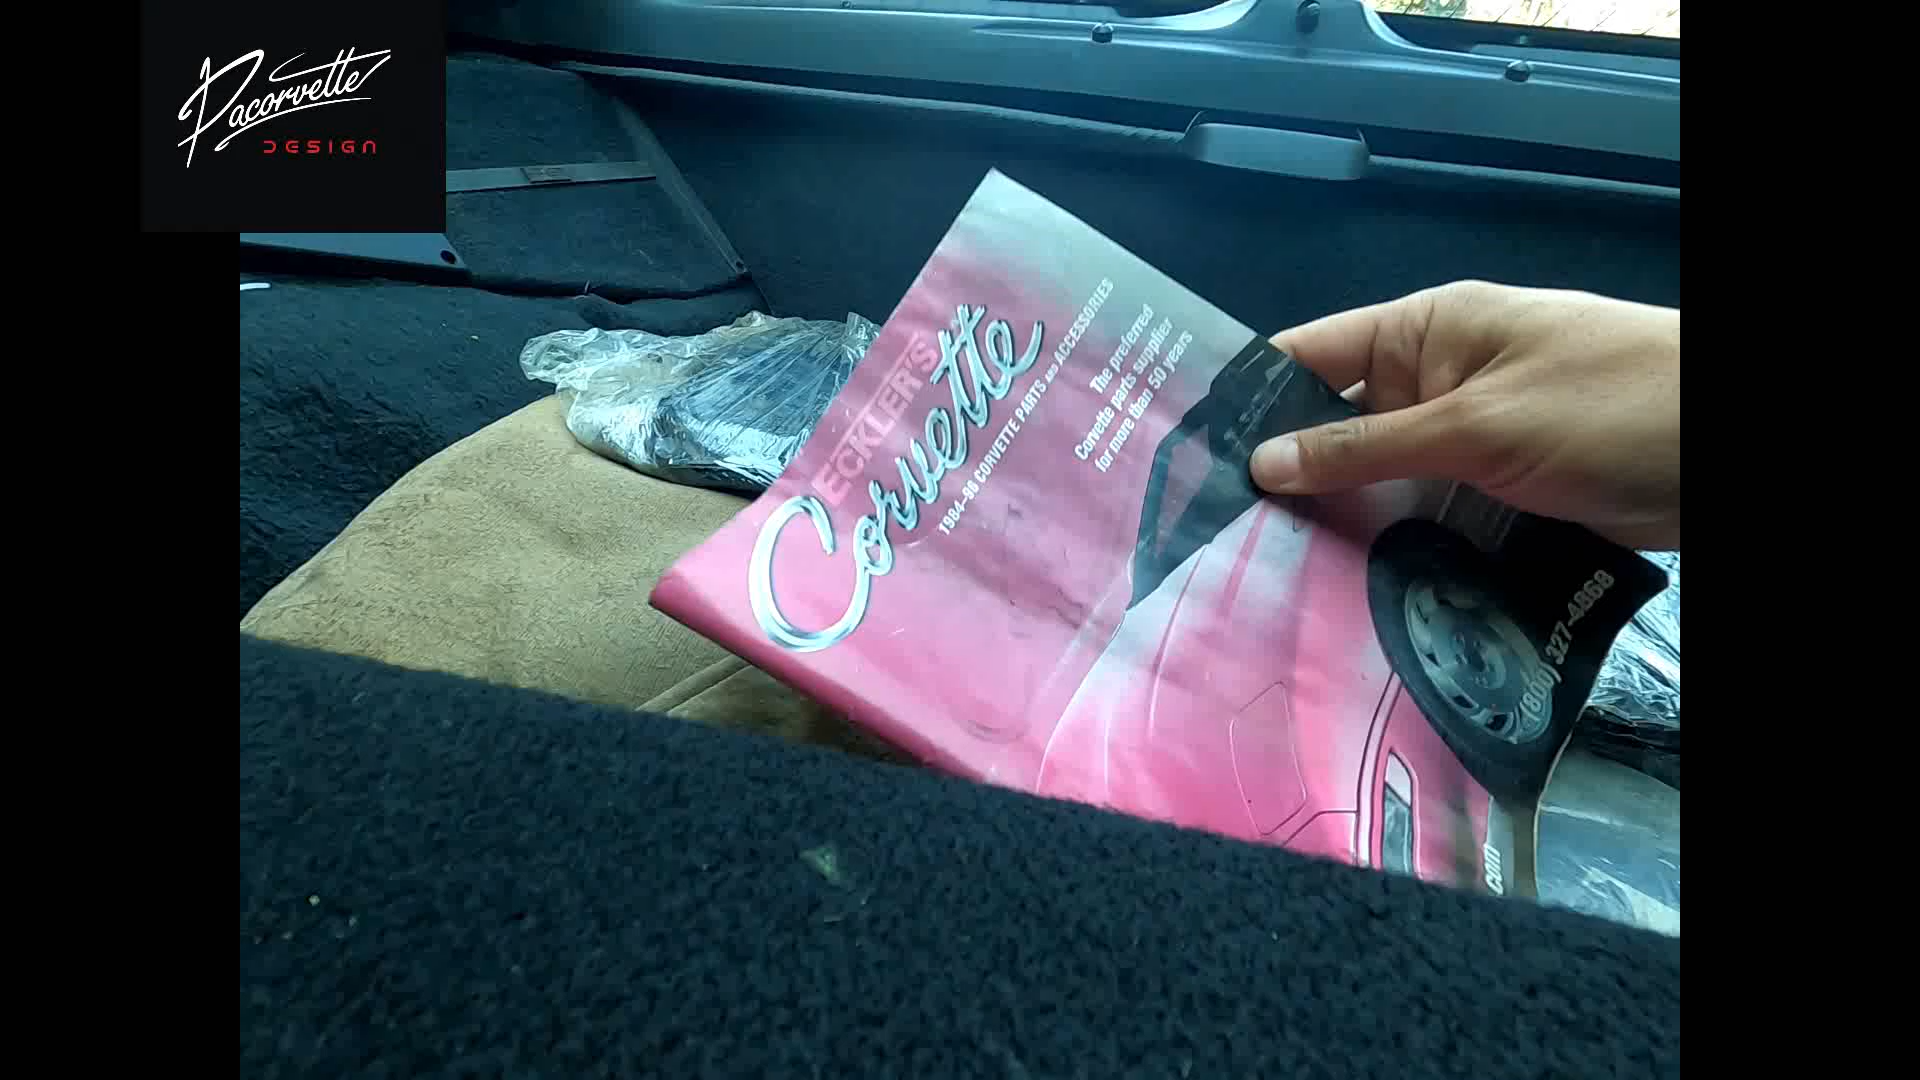 Pacorvette
DESIGN
ECKLER'S
Corvette
1984–96 CORVETTE PARTS AND ACCESSORIES
The preferred
Corvette parts supplier
for more than 50 years
(800) 327-4868
.com